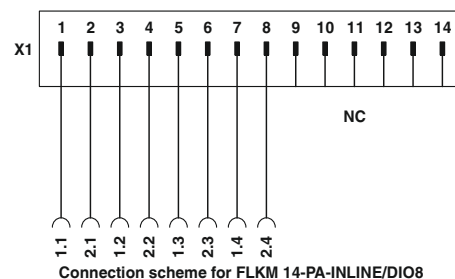 1 2 3 4 5 6 7 8 9 10 11 12 13 14
X1
NC
1.1 2.1 1.2 2.2 1.3 2.3 1.4 2.4
Connection scheme for FLKM 14-PA-INLINE/DIO8